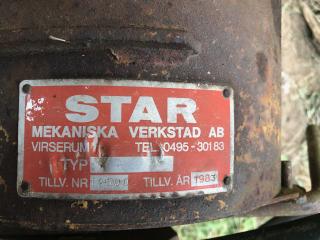 STAR
MEKANISKA VERKSTAD AB
VIRSERUM TEL 0495-30183
TYP
TILLV. NR TILLV. ÅR 1983